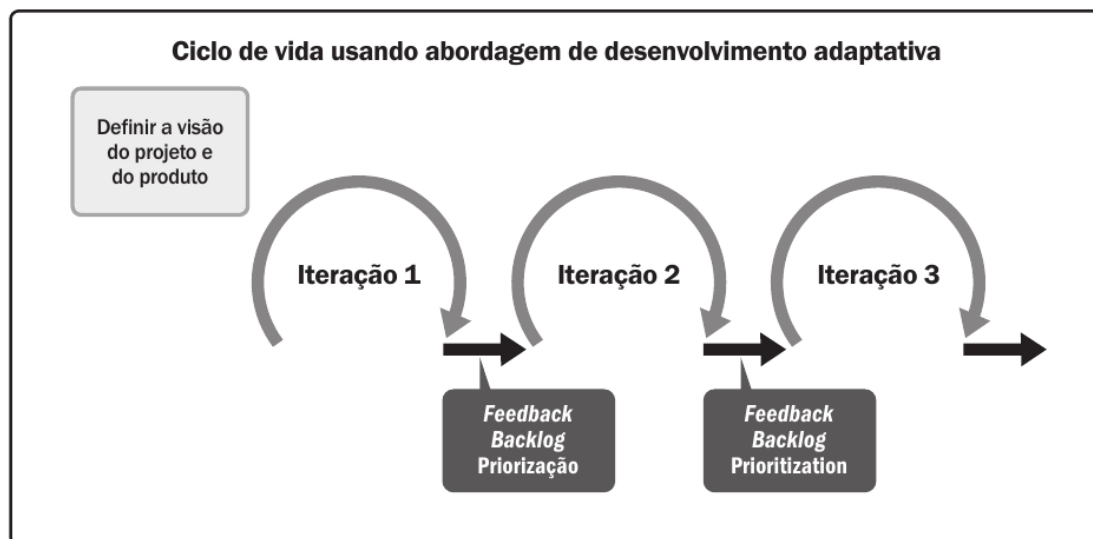 Ciclo de vida usando abordagem de desenvolvimento adaptativa
Definir a visão
do projeto e
do produto
Iteração 1
Iteração 2
Iteração 3
Feedback
Backlog
Priorização
Feedback
Backlog
Prioritization